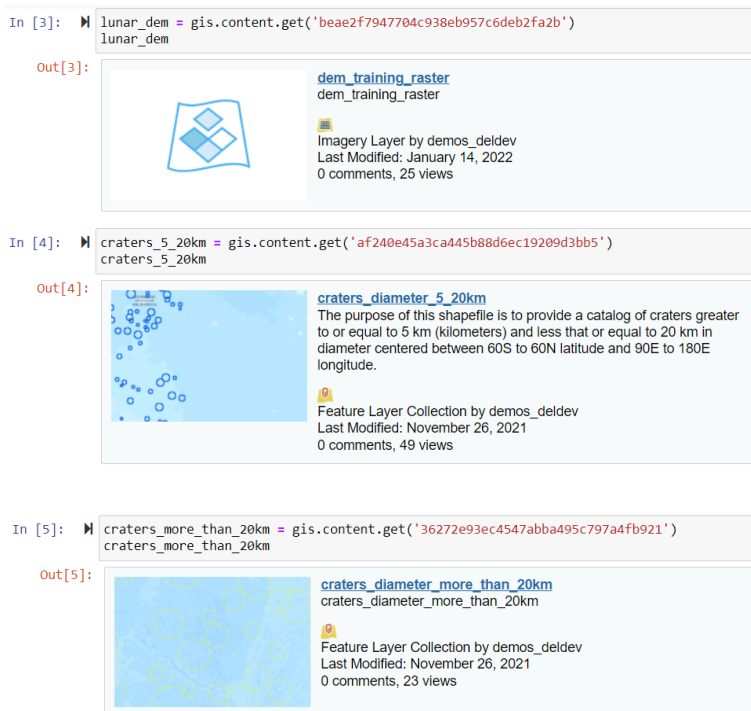 In [3]: lunar_dem = gis.content.get('beae2f7947704c938eb957c6deb2fa2b')
lunar_dem
Out[3]:
dem_training_raster
dem_training_raster
Imagery Layer by demos_deldev
Last Modified: January 14, 2022
0 comments, 25 views
In [4]: craters_5_20km = gis.content.get('af240e45a3ca445b88d6ec19209d3bb5')
craters_5_20km
Out[4]:
craters_diameter_5_20km
The purpose of this shapefile is to provide a catalog of craters greater
to or equal to 5 km (kilometers) and less that or equal to 20 km in
diameter centered between 60S to 60N latitude and 90E to 180E
longitude.
Feature Layer Collection by demos_deldev
Last Modified: November 26, 2021
0 comments, 49 views
In [5]: craters_more_than_20km = gis.content.get('36272e93ec4547abba495c797a4fb921')
craters_more_than_20km
Out[5]:
craters_diameter_more_than_20km
craters_diameter_more_than_20km
Feature Layer Collection by demos_deldev
Last Modified: November 26, 2021
0 comments, 23 views